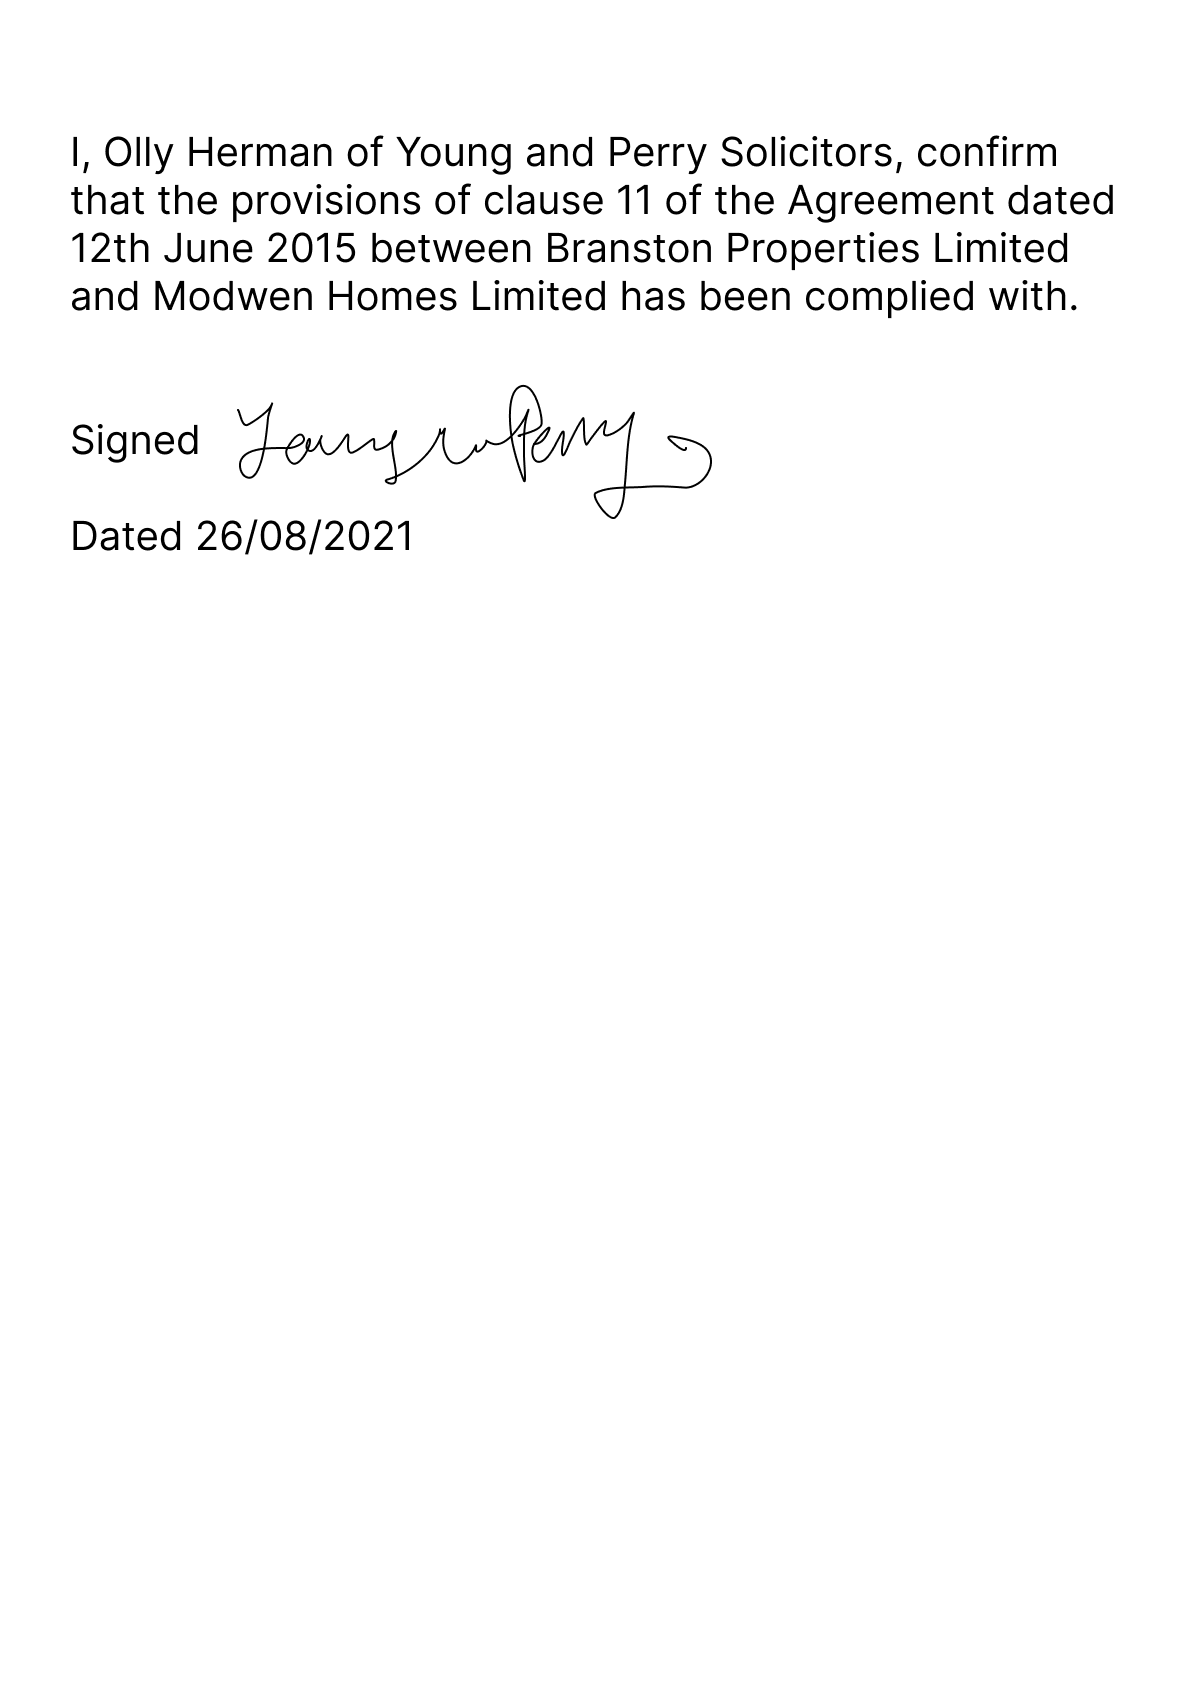 I, Olly Herman of Young and Perry Solicitors, confirm
that the provisions of clause 11 of the Agreement dated
12th June 2015 between Branston Properties Limited
and Modwen Homes Limited has been complied with.
Signed Young Perry
Dated 26/08/2021